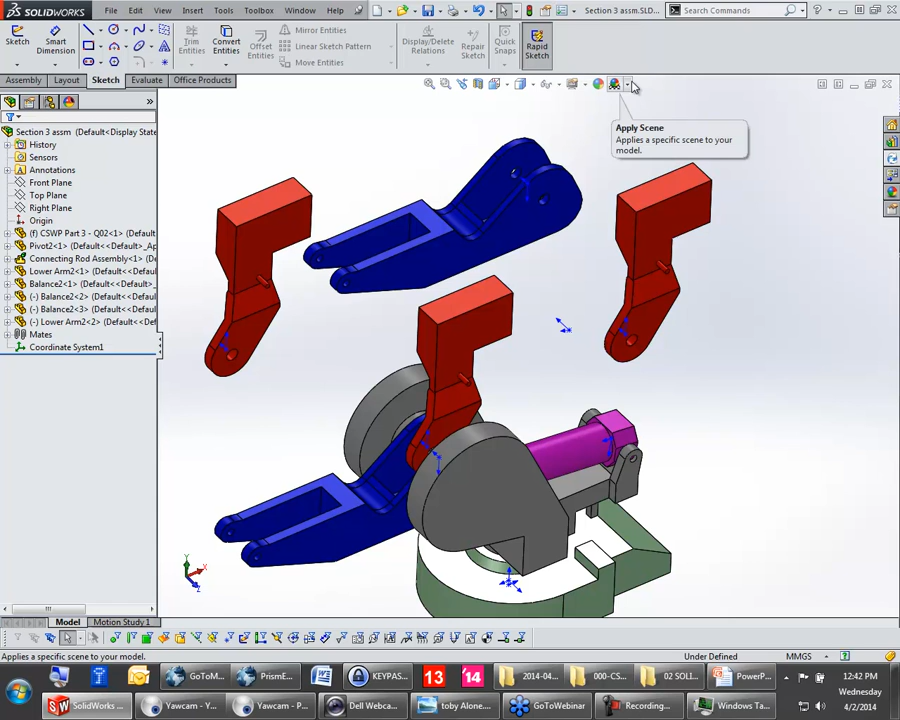 SOLIDWORKS File Edit View Insert Tools Toolbox Window Help Section 3 assm.SLD... Search Commands
Sketch Smart Dimension Trim Entities Convert Entities Offset Entities Mirror Entities Linear Sketch Pattern Move Entities Display/Delete Relations Repair Sketch Quick Snaps Rapid Sketch
Assembly Layout Sketch Evaluate Office Products
Apply Scene
Applies a specific scene to your
model.
Section 3 assm (Default<Display State
History
Sensors
Annotations
Front Plane
Top Plane
Right Plane
Origin
(f) CSWP Part 3 - Q02<1> (Default
Pivot2<1> (Default<<Default>_Ap
Connecting Rod Assembly<1> (De
Lower Arm2<1> (Default<<Default
Balance2<1> (Default<<Default>_
(-) Balance2<2> (Default<<Default
(-) Balance2<3> (Default<<Default
(-) Lower Arm2<2> (Default<<Def
Mates
Coordinate System1
Y
X
Z
Model Motion Study 1
Applies a specific scene to your model. Under Defined MMGS
GoToM... PrismE... KEYPAS... 13 '14 2014-04... 000-CS... 02 SOLI... PowerP... 12:42 PM
Wednesday
SolidWorks ... Yawcam - Y... Yawcam - P... Dell Webca... toby Alone.... GoToWebinar Recording... Windows Ta... 4/2/2014